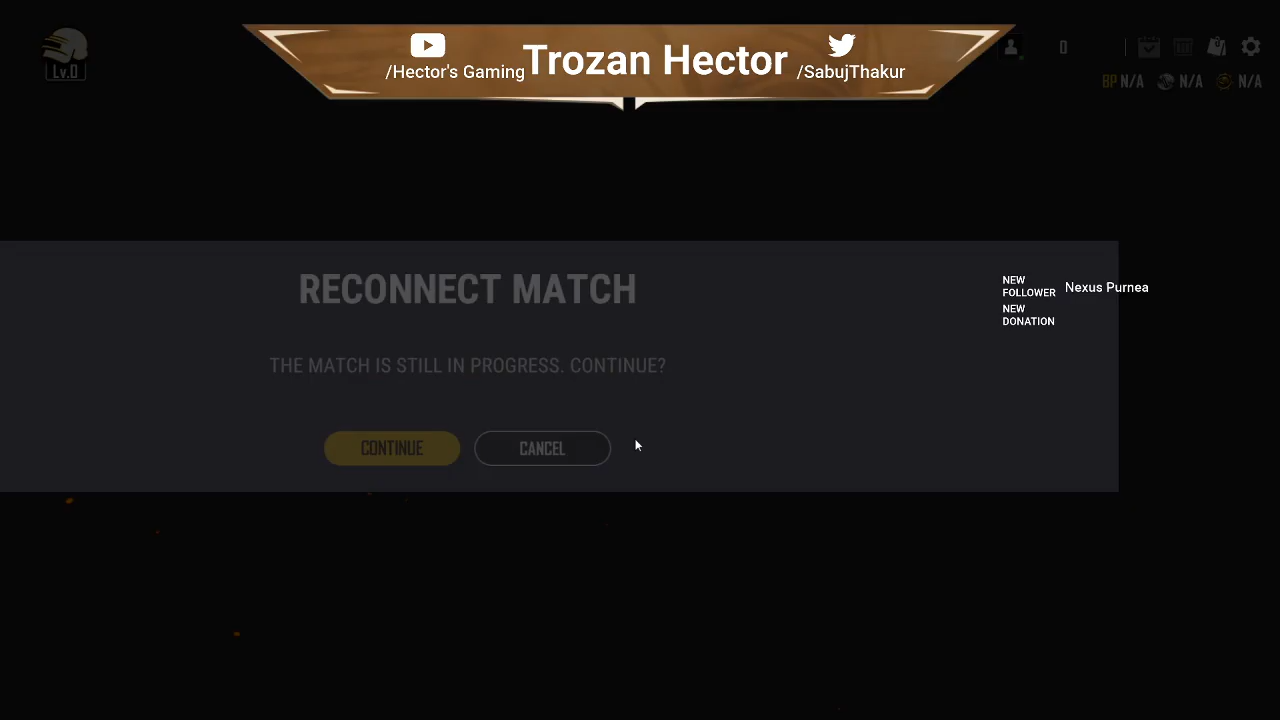 Trozan Hector
/Hector's Gaming
/SabujThakur
Lv.0
0
BP N/A
N/A
N/A
RECONNECT MATCH
THE MATCH IS STILL IN PROGRESS. CONTINUE?
CONTINUE
CANCEL
NEW
FOLLOWER
Nexus Purnea
NEW
DONATION